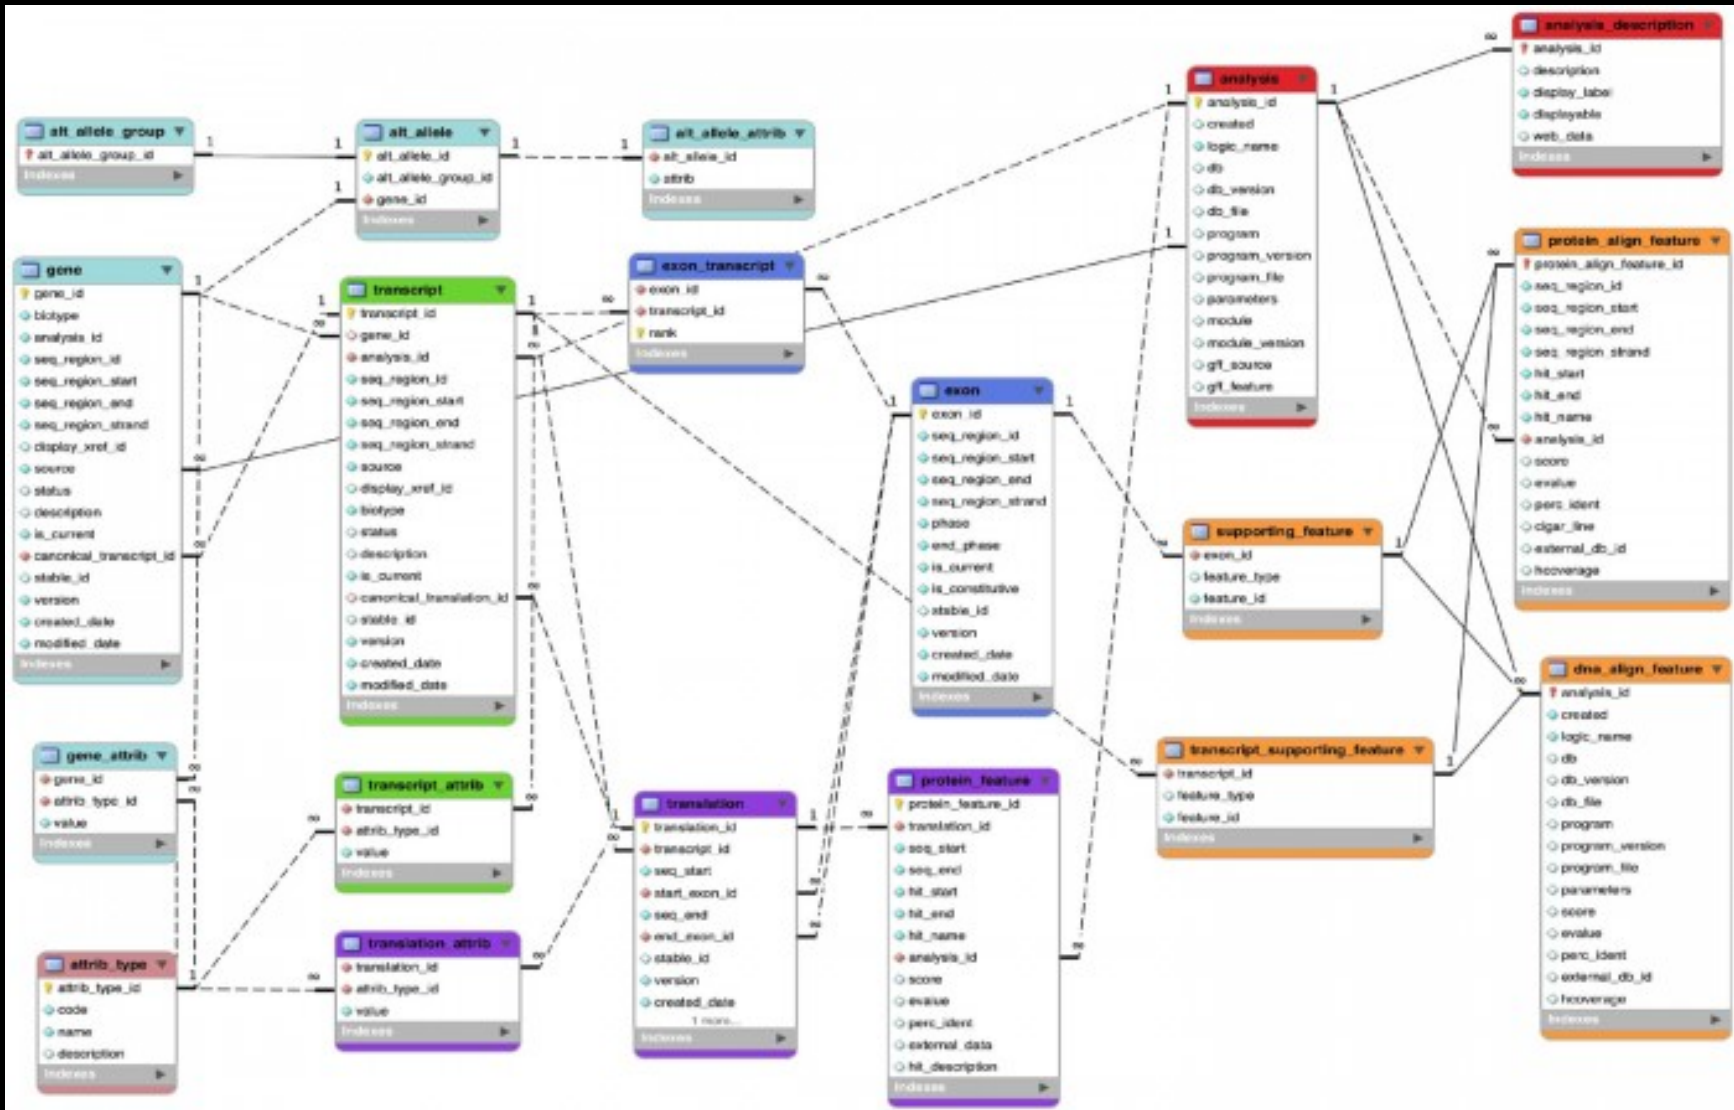 alt_allele_group
alt_allele_group_id
Indexes
alt_allele
alt_allele_id
alt_allele_group_id
gene_id
Indexes
alt_allele_attrib
alt_allele_id
attrib
Indexes
gene
gene_id
biotype
analysis_id
seq_region_id
seq_region_start
seq_region_end
seq_region_strand
display_xref_id
source
status
description
is_current
canonical_transcript_id
stable_id
version
created_date
modified_date
Indexes
transcript
transcript_id
gene_id
analysis_id
seq_region_id
seq_region_start
seq_region_end
seq_region_strand
source
display_xref_id
biotype
status
description
is_current
canonical_translation_id
stable_id
version
created_date
modified_date
Indexes
exon_transcript
exon_id
transcript_id
rank
Indexes
exon
exon_id
seq_region_id
seq_region_start
seq_region_end
seq_region_strand
phase
end_phase
is_current
is_constitutive
stable_id
version
created_date
modified_date
Indexes
analysis
analysis_id
created
logic_name
db
db_version
db_file
program
program_version
program_file
parameters
module
module_version
gff_source
gff_feature
Indexes
analysis_description
analysis_id
description
display_label
displayable
web_data
Indexes
protein_align_feature
protein_align_feature_id
seq_region_id
seq_region_start
seq_region_end
seq_region_strand
hit_start
hit_end
hit_name
analysis_id
score
evalue
perc_ident
cigar_line
external_db_id
hcoverage
Indexes
supporting_feature
exon_id
feature_type
feature_id
Indexes
dna_align_feature
analysis_id
created
logic_name
db
db_version
db_file
program
program_version
program_file
parameters
score
evalue
perc_ident
external_db_id
hcoverage
Indexes
transcript_supporting_feature
transcript_id
feature_type
feature_id
Indexes
gene_attrib
gene_id
attrib_type_id
value
Indexes
transcript_attrib
transcript_id
attrib_type_id
value
Indexes
translation
translation_id
transcript_id
seq_start
start_exon_id
seq_end
end_exon_id
stable_id
version
created_date
1 more...
Indexes
protein_feature
protein_feature_id
translation_id
seq_start
seq_end
hit_start
hit_end
hit_name
analysis_id
score
evalue
perc_ident
external_data
hit_description
Indexes
attrib_type
attrib_type_id
code
name
description
Indexes
translation_attrib
translation_id
attrib_type_id
value
Indexes